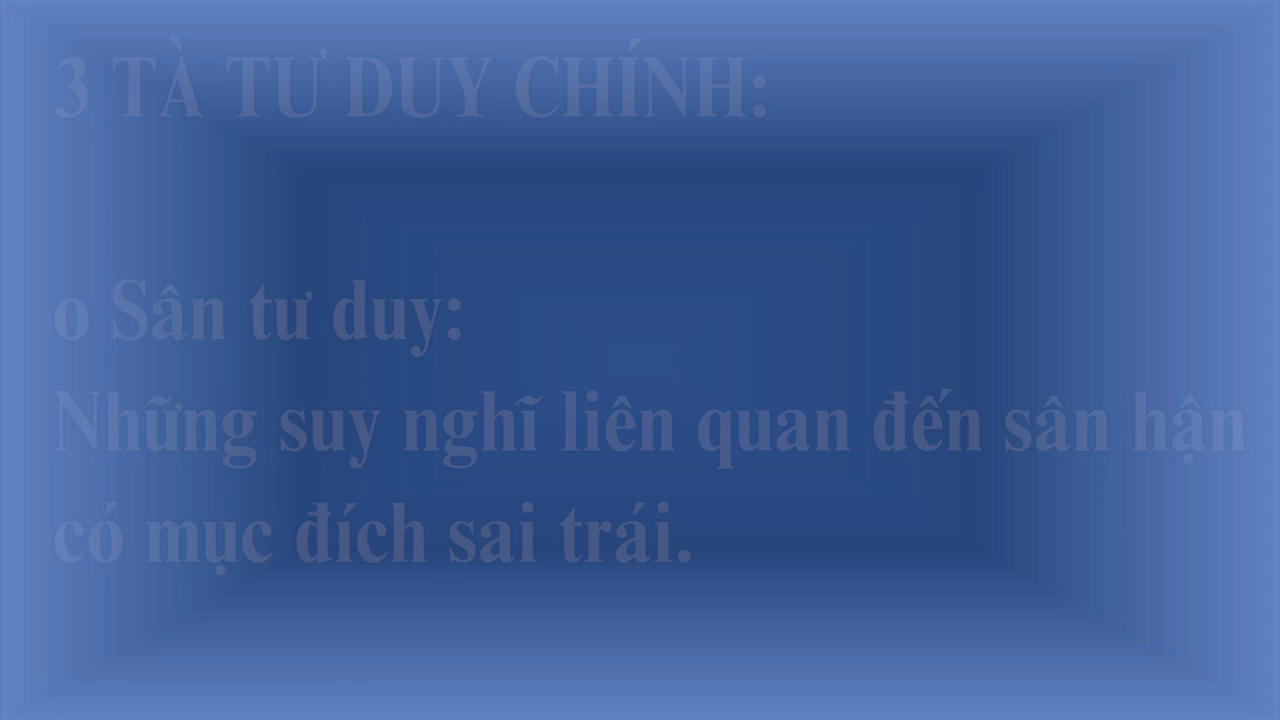 3 TÀ TƯ DUY CHÍNH:
o Sân tư duy:
Những suy nghĩ liên quan đến sân hận
có mục đích sai trái.